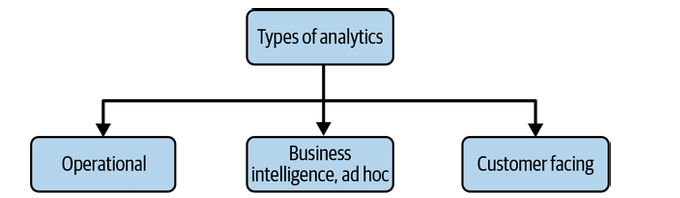 Types of analytics
Operational
Business
intelligence, ad hoc
Customer facing